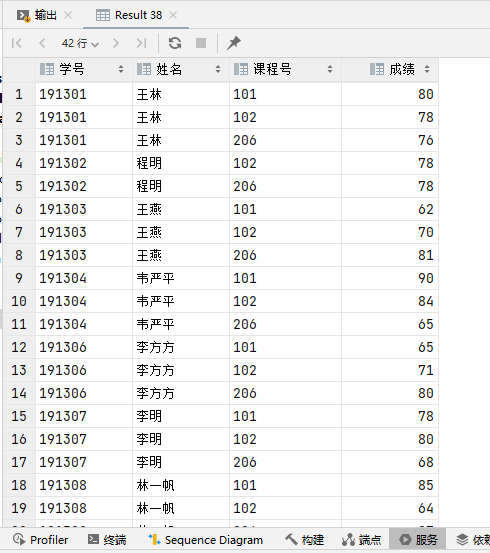 输出 Result 38
42 行
学号 姓名 课程号 成绩
1 191301 王林 101 80
2 191301 王林 102 78
3 191301 王林 206 76
4 191302 程明 102 78
5 191302 程明 206 78
6 191303 王燕 101 62
7 191303 王燕 102 70
8 191303 王燕 206 81
9 191304 韦严平 101 90
10 191304 韦严平 102 84
11 191304 韦严平 206 65
12 191306 李方方 101 65
13 191306 李方方 102 71
14 191306 李方方 206 80
15 191307 李明 101 78
16 191307 李明 102 80
17 191307 李明 206 68
18 191308 林一帆 101 85
19 191308 林一帆 102 64
Profiler 终端 Sequence Diagram 构建 端点 服务 依赖